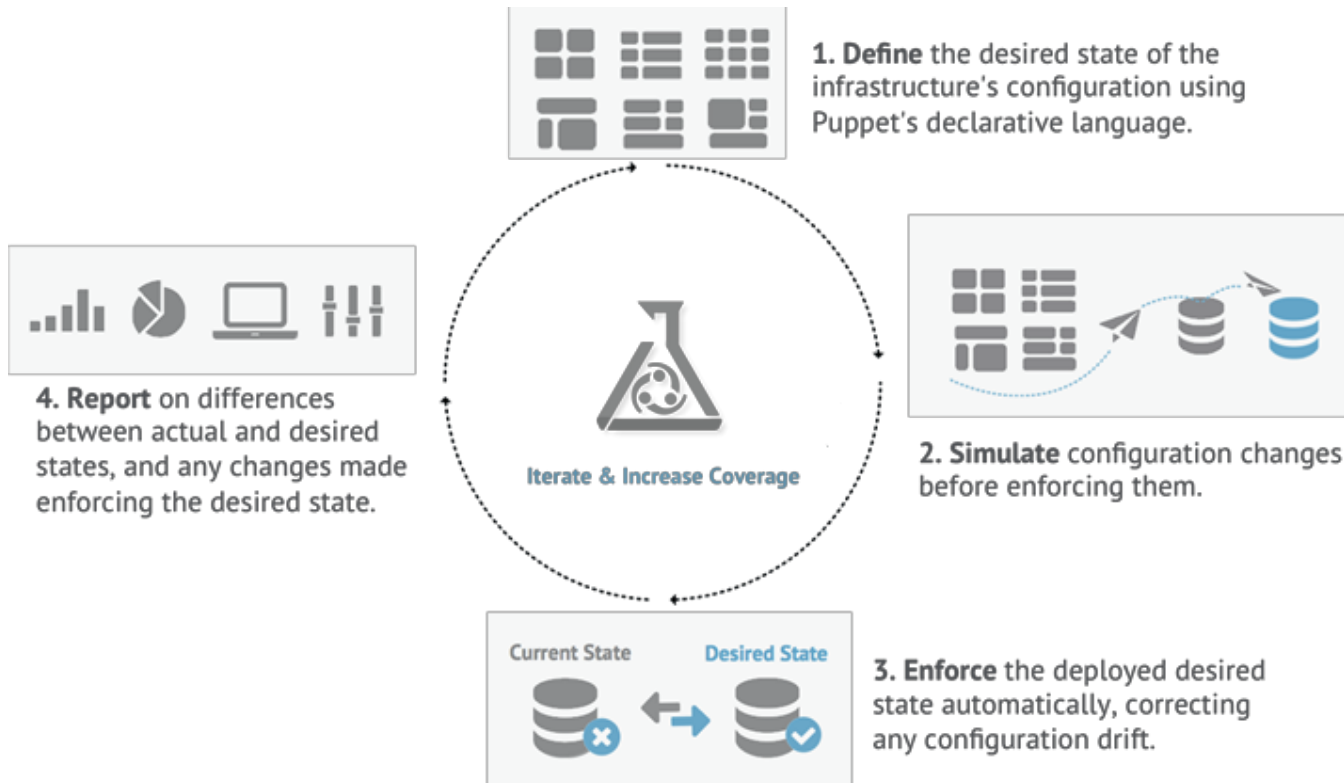 1. Define the desired state of the
infrastructure's configuration using
Puppet's declarative language.
2. Simulate configuration changes
before enforcing them.
Current State
Desired State
3. Enforce the deployed desired
state automatically, correcting
any configuration drift.
4. Report on differences
between actual and desired
states, and any changes made
enforcing the desired state.
Iterate & Increase Coverage